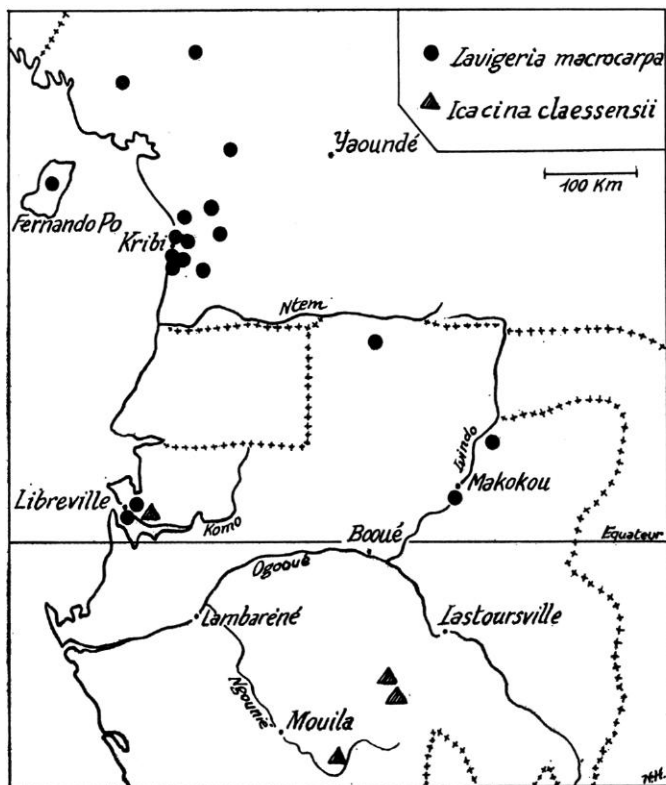 Lavigeria macrocarpa
Icacina claessensii
Yaoundé
100 Km
Fernando Po
Kribi
Ntem
Ivindo
Makokou
Libreville
Komo
Equateur
Booué
Ogooué
Lambaréné
Lastoursville
Ngounié
Mouila